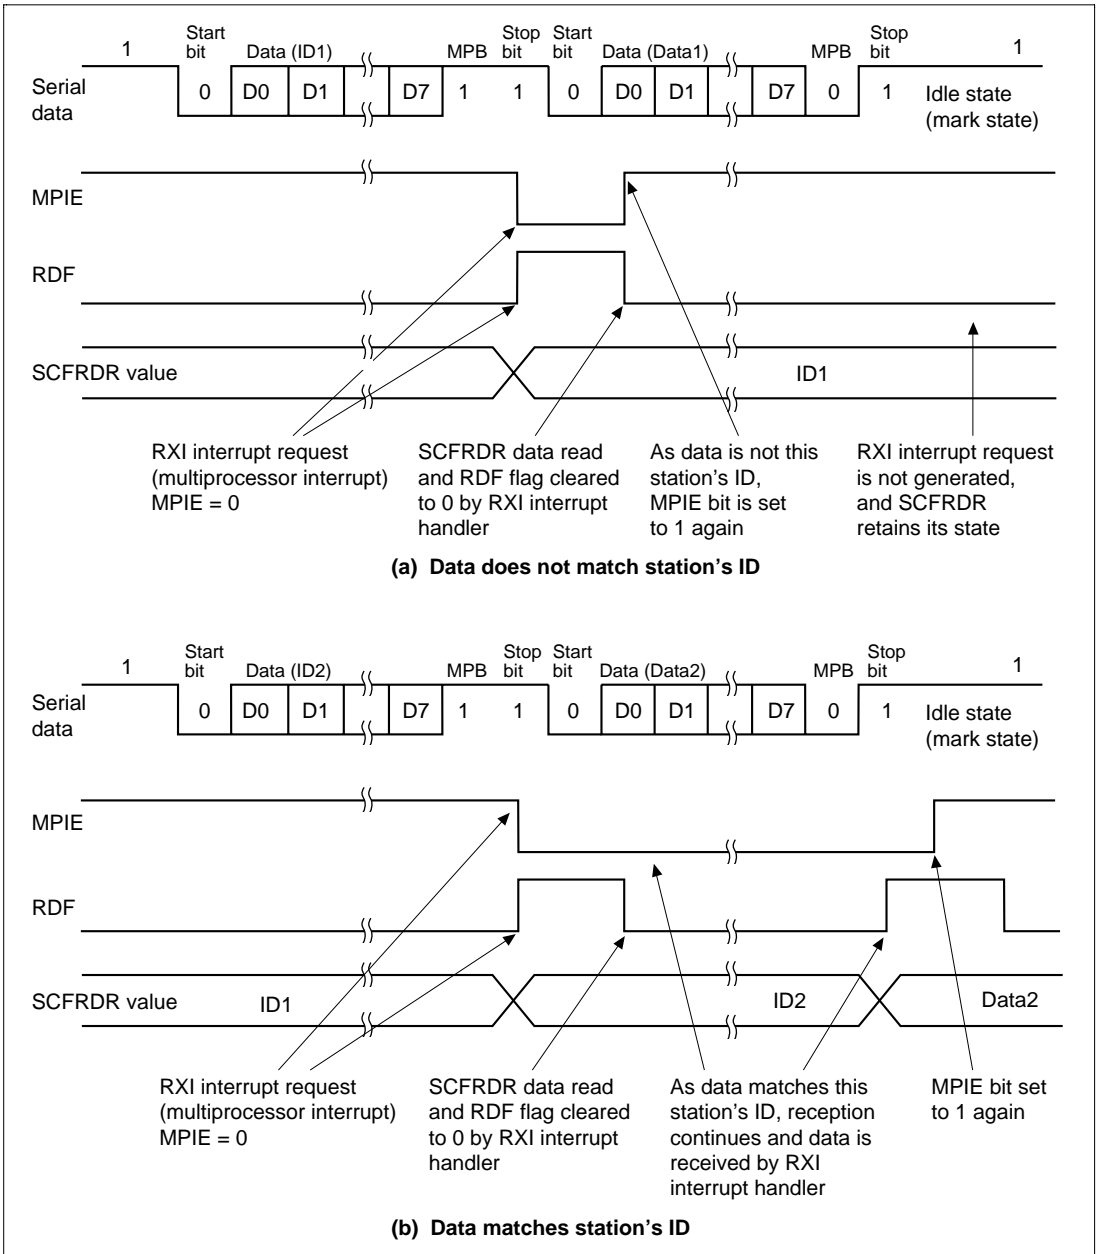 1
Start bit
Data (ID1)
MPB
Stop bit
Start bit
Data (Data1)
MPB
Stop bit
1
Serial data
0 D0 D1 D7 1 1 0 D0 D1 D7 0 1
Idle state (mark state)
MPIE
RDF
SCFRDR value
ID1
RXI interrupt request
(multiprocessor interrupt)
MPIE = 0
SCFRDR data read
and RDF flag cleared
to 0 by RXI interrupt
handler
As data is not this
station's ID,
MPIE bit is set
to 1 again
RXI interrupt request
is not generated,
and SCFRDR
retains its state
(a) Data does not match station's ID
1
Start bit
Data (ID2)
MPB
Stop bit
Start bit
Data (Data2)
MPB
Stop bit
1
Serial data
0 D0 D1 D7 1 1 0 D0 D1 D7 0 1
Idle state (mark state)
MPIE
RDF
SCFRDR value
ID1
ID2
Data2
RXI interrupt request
(multiprocessor interrupt)
MPIE = 0
SCFRDR data read
and RDF flag cleared
to 0 by RXI interrupt
handler
As data matches this
station's ID, reception
continues and data is
received by RXI
interrupt handler
MPIE bit set
to 1 again
(b) Data matches station's ID